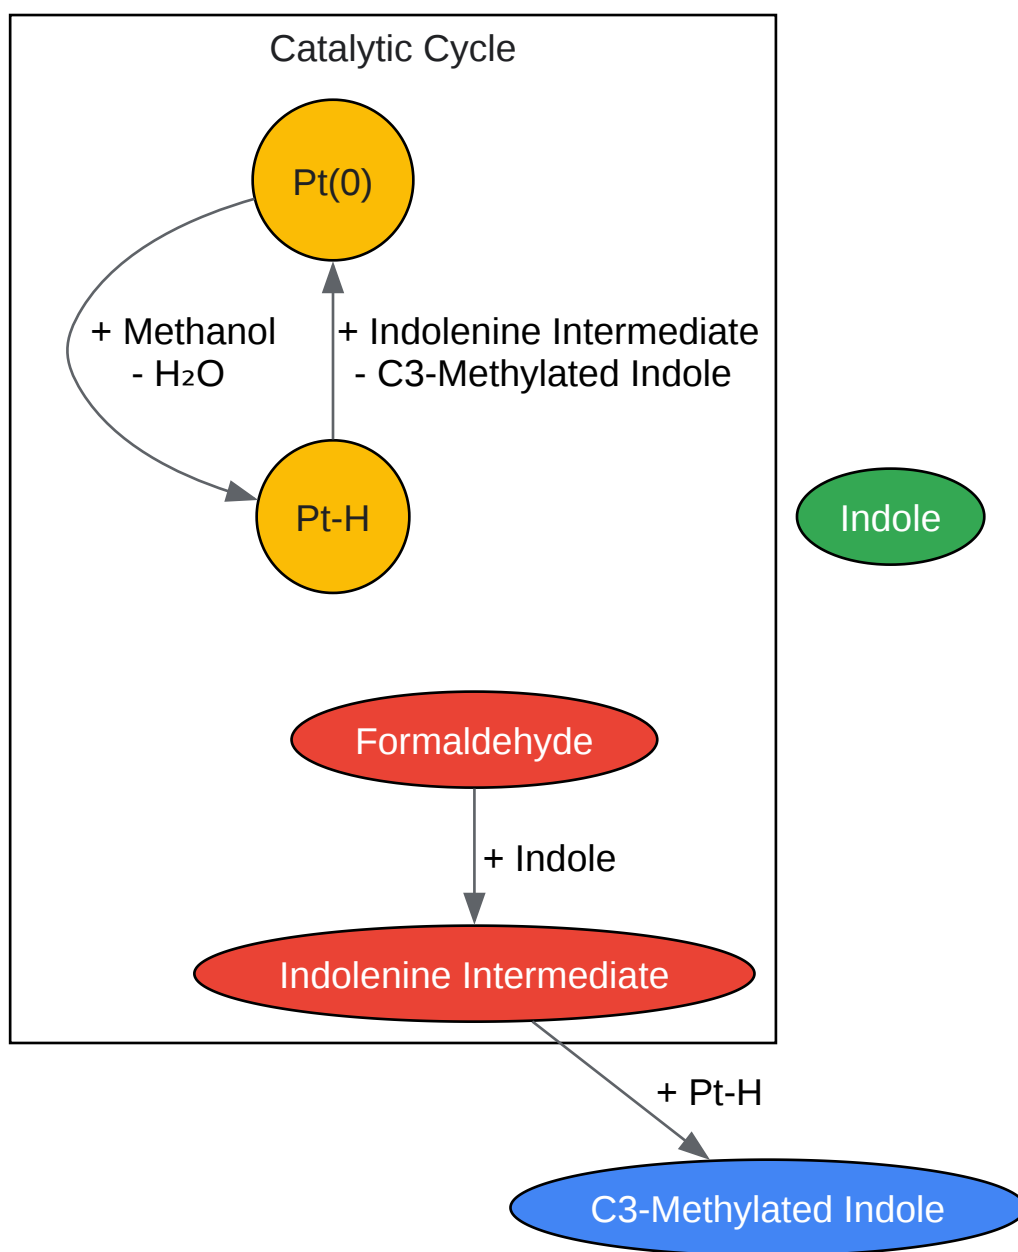 Catalytic Cycle
Pt(0)
+ Methanol
- H₂O
+ Indolenine Intermediate
- C3-Methylated Indole
Pt-H
Indole
Formaldehyde
+ Indole
Indolenine Intermediate
+ Pt-H
C3-Methylated Indole